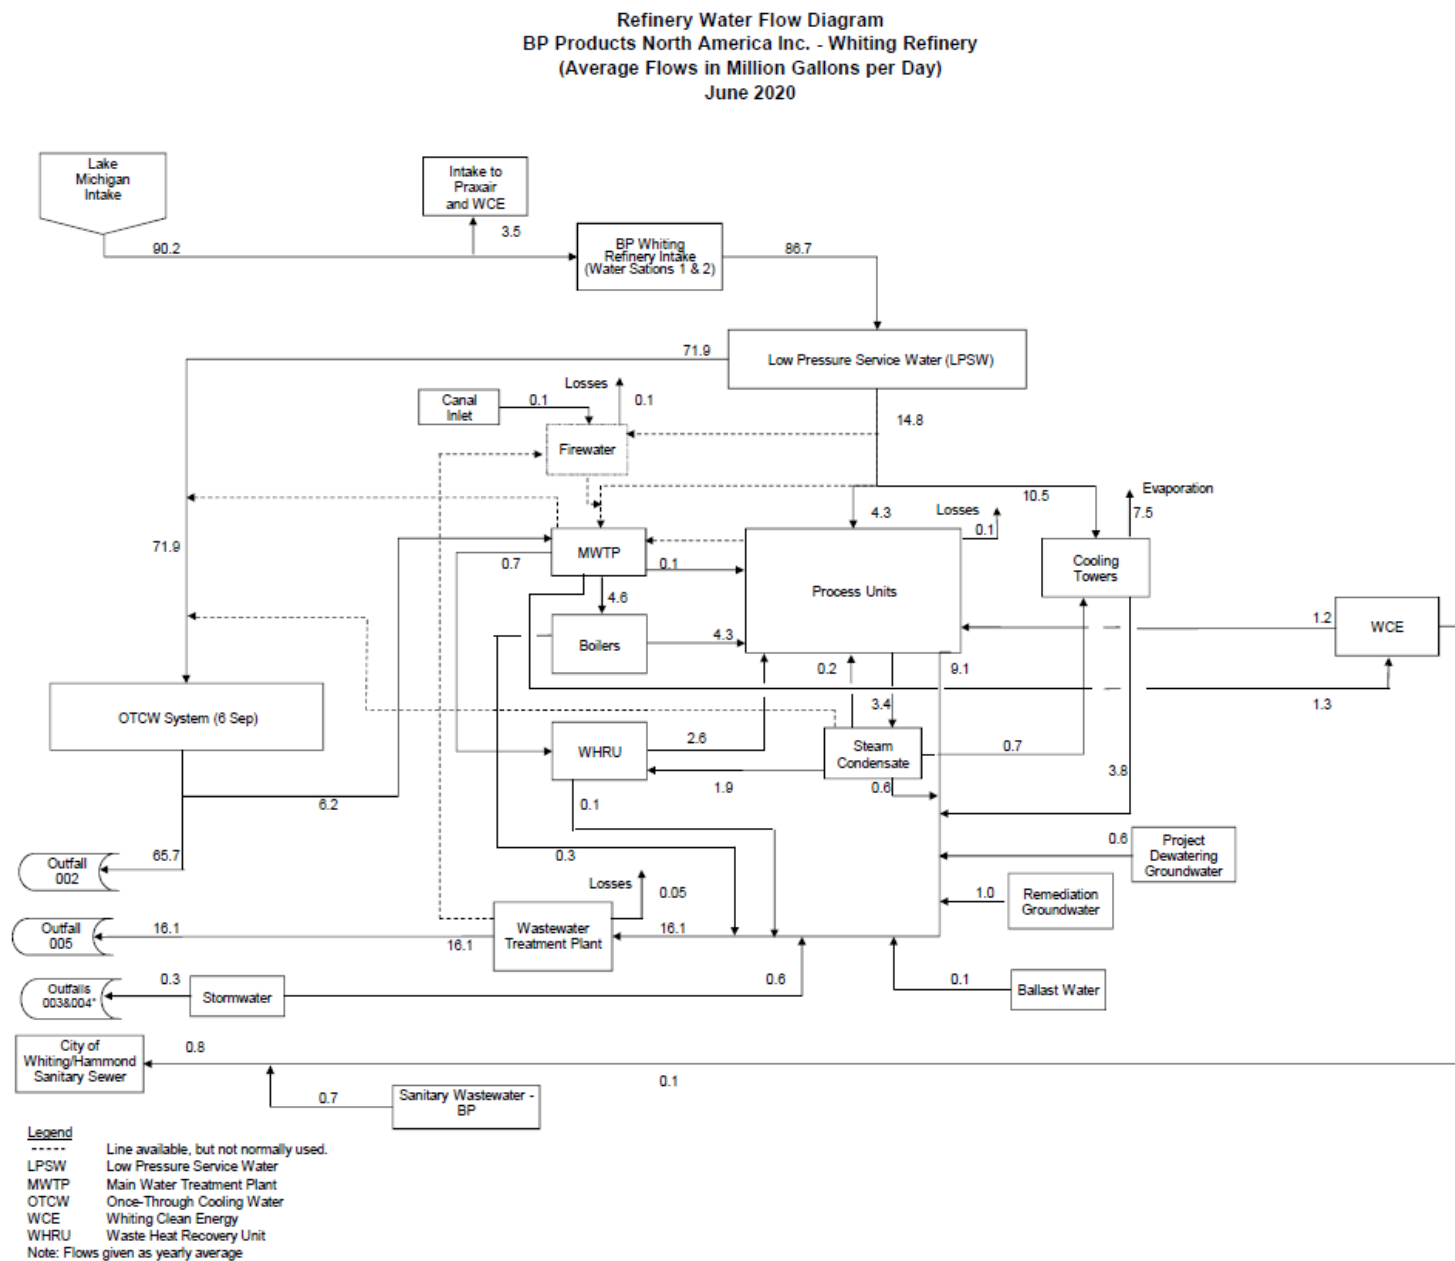 Refinery Water Flow Diagram
BP Products North America Inc. - Whiting Refinery
(Average Flows in Million Gallons per Day)
June 2020
Lake
Michigan
Intake
Intake to
Praxair
and WCE
3.5
90.2
BP Whiting
Refinery Intake
(Water Sations 1 & 2)
86.7
71.9
Low Pressure Service Water (LPSW)
Losses
0.1
Canal
Inlet
0.1
14.8
Firewater
Evaporation
7.5
10.5
Losses
0.1
4.3
71.9
MWTP
0.7
0.1
4.6
Process Units
Cooling
Towers
Boilers
4.3
1.2
WCE
0.2
9.1
3.4
1.3
OTCW System (6 Sep)
WHRU
2.6
Steam
Condensate
0.7
1.9
0.6
3.8
6.2
0.1
0.3
65.7
Outfall
002
0.6
Project
Dewatering
Groundwater
Losses
0.05
1.0
Remediation
Groundwater
Outfall
005
16.1
16.1
Wastewater
Treatment Plant
16.1
Outfalls
003&004*
0.3
Stormwater
0.6
0.1
Ballast Water
City of
Whiting/Hammond
Sanitary Sewer
0.8
0.1
0.7
Sanitary Wastewater -
BP
Legend
----- Line available, but not normally used.
LPSW Low Pressure Service Water
MWTP Main Water Treatment Plant
OTCW Once-Through Cooling Water
WCE Whiting Clean Energy
WHRU Waste Heat Recovery Unit
Note: Flows given as yearly average